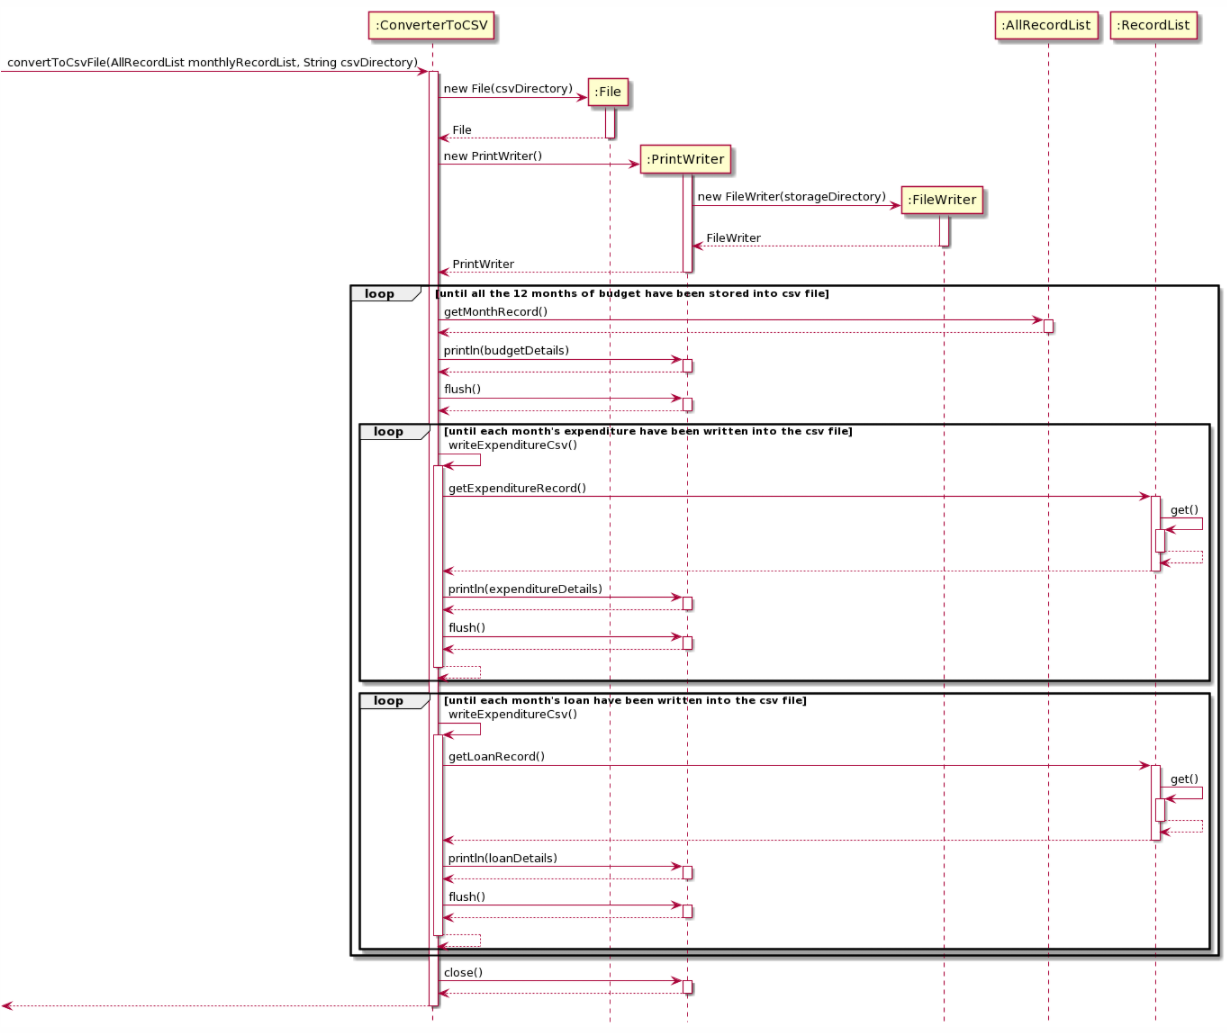 :ConverterToCSV
:AllRecordList
:RecordList
convertToCsvFile(AllRecordList monthlyRecordList, String csvDirectory)
new File(csvDirectory)
:File
File
new PrintWriter()
:PrintWriter
new FileWriter(storageDirectory)
:FileWriter
FileWriter
PrintWriter
loop
[until all the 12 months of budget have been stored into csv file]
getMonthRecord()
println(budgetDetails)
flush()
loop
[until each month's expenditure have been written into the csv file]
writeExpenditureCsv()
getExpenditureRecord()
get()
println(expenditureDetails)
flush()
loop
[until each month's loan have been written into the csv file]
writeExpenditureCsv()
getLoanRecord()
get()
println(loanDetails)
flush()
close()